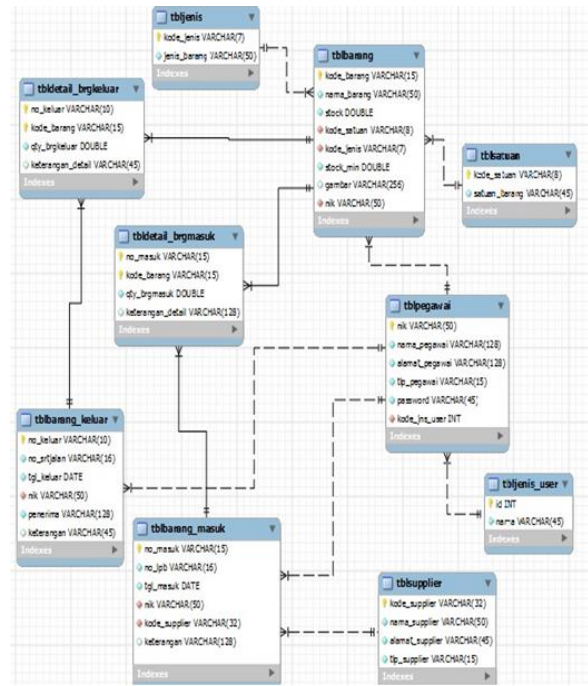 tbljenis
kode_jenis VARCHAR(7)
jenis_barang VARCHAR(50)
Indexes
tblbarang
kode_barang VARCHAR(15)
nama_barang VARCHAR(50)
stock DOUBLE
kode_satuan VARCHAR(8)
kode_jenis VARCHAR(7)
stock_min DOUBLE
gambar VARCHAR(256)
nik VARCHAR(50)
Indexes
tbldetail_brgkeluar
no_keluar VARCHAR(10)
kode_barang VARCHAR(15)
qty_brgkeluar DOUBLE
keterangan_detail VARCHAR(45)
Indexes
tblsatuan
kode_satuan VARCHAR(8)
satuan_barang VARCHAR(45)
Indexes
tbldetail_brgmasuk
no_masuk VARCHAR(15)
kode_barang VARCHAR(15)
qty_brgmasuk DOUBLE
keterangan_detail VARCHAR(128)
Indexes
tblpegawai
nik VARCHAR(50)
nama_pegawai VARCHAR(128)
alamat_pegawai VARCHAR(128)
tlp_pegawai VARCHAR(15)
password VARCHAR(45)
kode_jns_user INT
Indexes
tblbarang_keluar
no_keluar VARCHAR(10)
no_srtjalan VARCHAR(16)
tgl_keluar DATE
nik VARCHAR(50)
penerima VARCHAR(128)
keterangan VARCHAR(45)
Indexes
tbljenis_user
id INT
nama VARCHAR(45)
Indexes
tblbarang_masuk
no_masuk VARCHAR(15)
no_lpb VARCHAR(16)
tgl_masuk DATE
nik VARCHAR(50)
kode_supplier VARCHAR(32)
keterangan VARCHAR(128)
Indexes
tblsupplier
kode_supplier VARCHAR(32)
nama_supplier VARCHAR(50)
alamat_supplier VARCHAR(45)
tlp_supplier VARCHAR(15)
Indexes